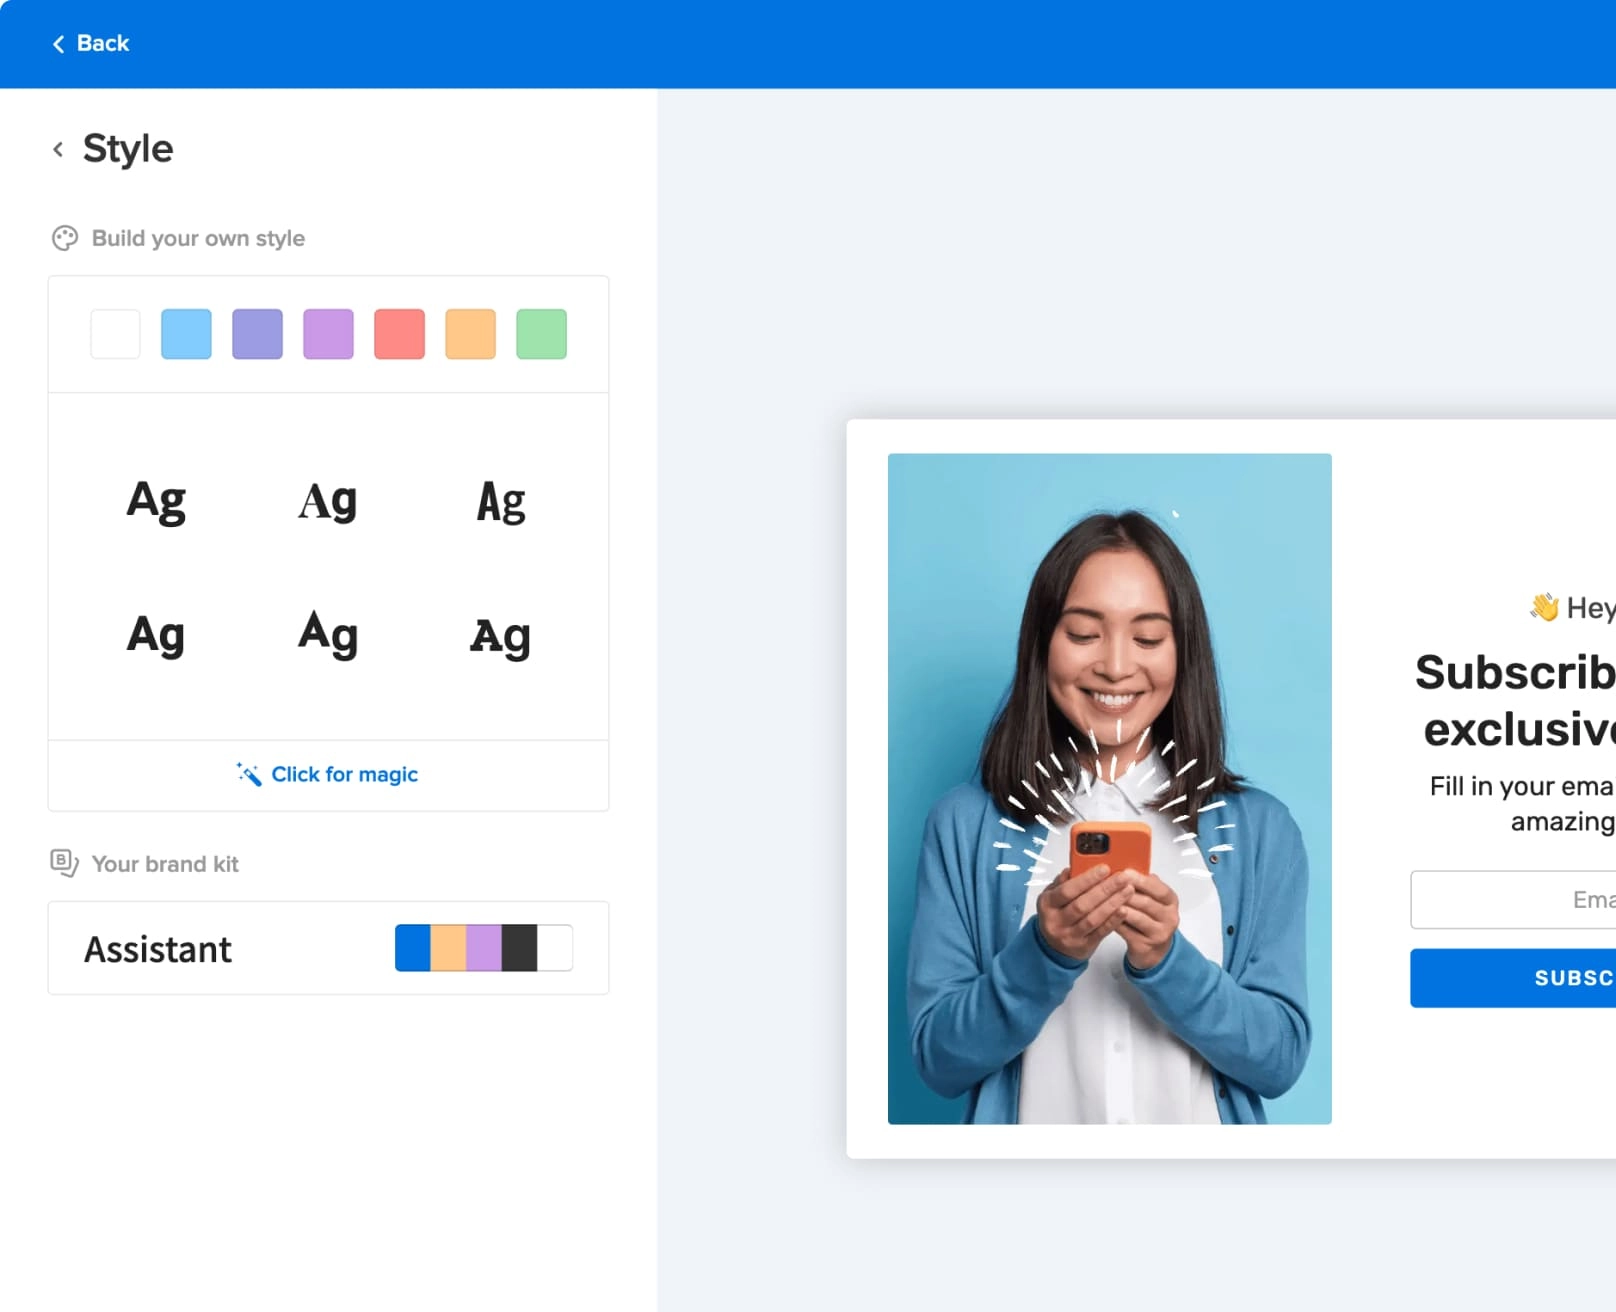 Back
Style
Build your own style
Ag Ag Ag
Ag Ag Ag
Click for magic
Your brand kit
Assistant
👋 Hey
Subscrib
exclusiv
Fill in your ema
amazing
Ema
SUBSC